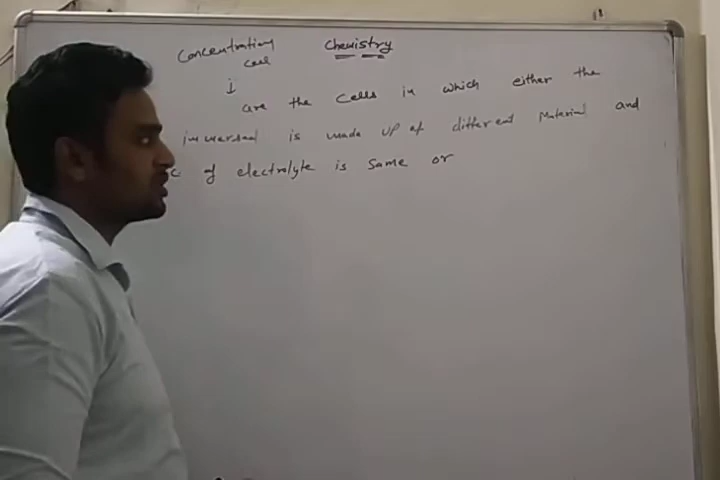 Concentration Chemistry
cell
are the cells in which either the
immersed is made up of different Material and
c of electrolyte is same or